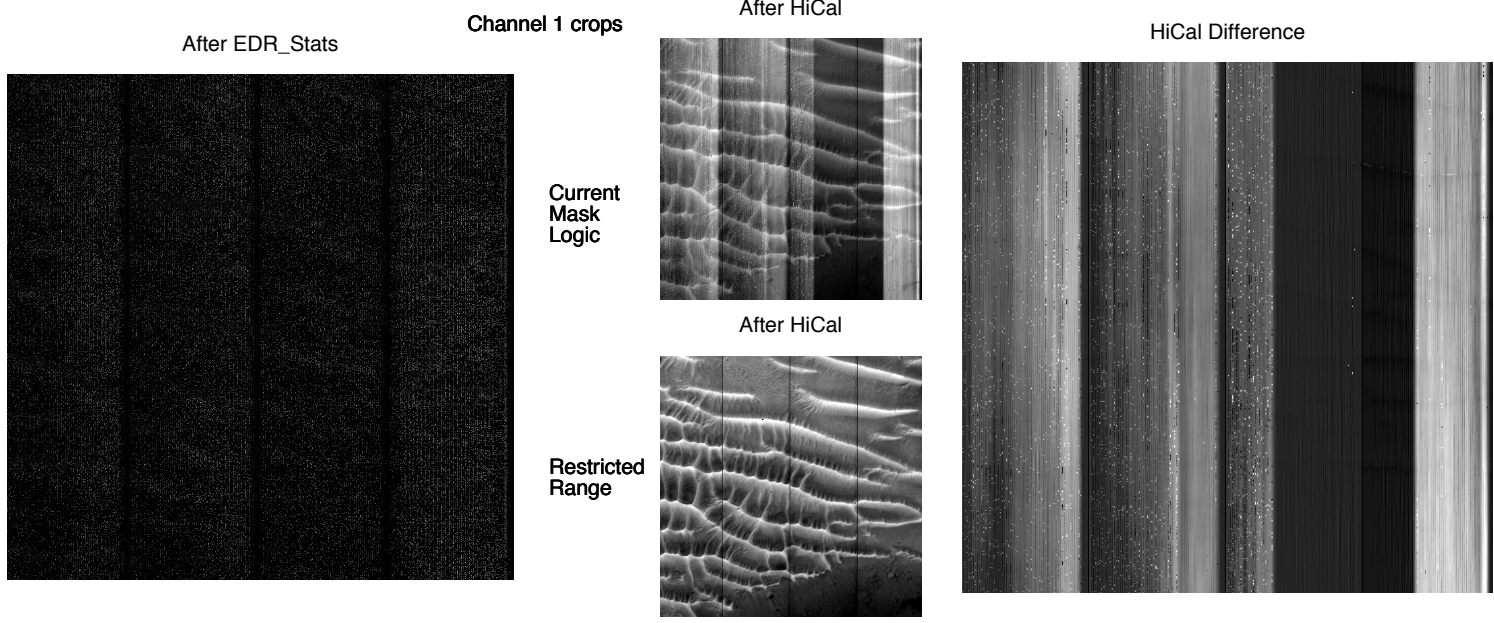 Channel 1 crops
After HiCal
After EDR_Stats
HiCal Difference
Current
Mask
Logic
After HiCal
Restricted
Range